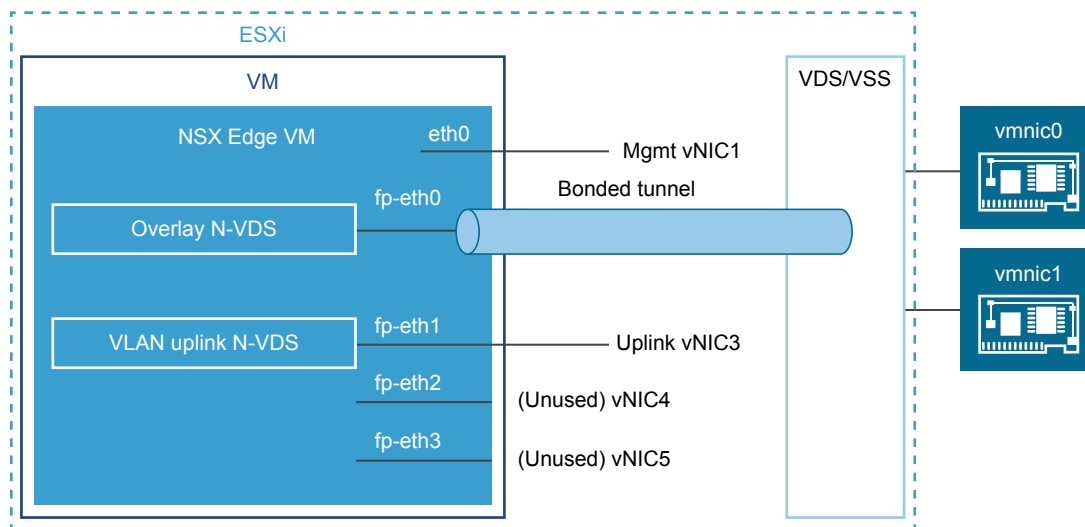 ESXi
VM
VDS/VSS
NSX Edge VM
eth0
Mgmt vNIC1
vmnic0
fp-eth0
Bonded tunnel
Overlay N-VDS
vmnic1
fp-eth1
VLAN uplink N-VDS
Uplink vNIC3
fp-eth2
(Unused) vNIC4
fp-eth3
(Unused) vNIC5